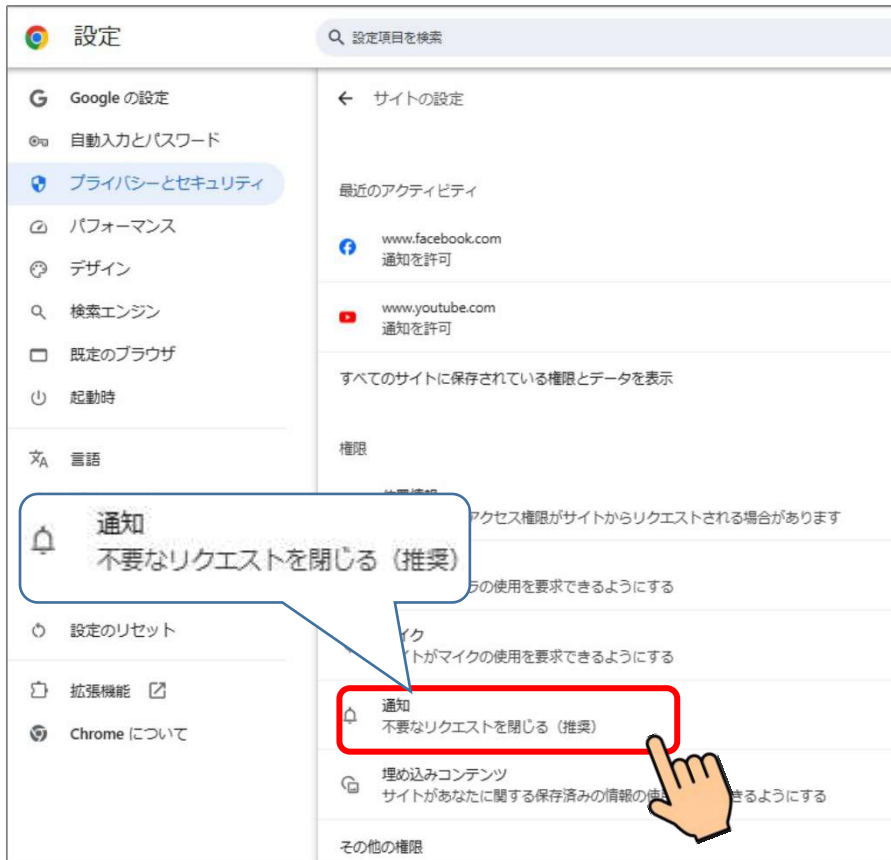 設定
設定項目を検索
Google の設定
自動入力とパスワード
プライバシーとセキュリティ
パフォーマンス
デザイン
検索エンジン
既定のブラウザ
起動時
言語
通知
不要なリクエストを閉じる（推奨）
設定のリセット
拡張機能
Chrome について
サイトの設定
最近のアクティビティ
www.facebook.com
通知を許可
www.youtube.com
通知を許可
すべてのサイトに保存されている権限とデータを表示
権限
アクセス権限がサイトからリクエストされる場合があります
の使用を要求できるようにする
イク
イトがマイクの使用を要求できるようにする
通知
不要なリクエストを閉じる（推奨）
埋め込みコンテンツ
サイトがあなたに関する保存済みの情報の使 きるようにする
その他の権限